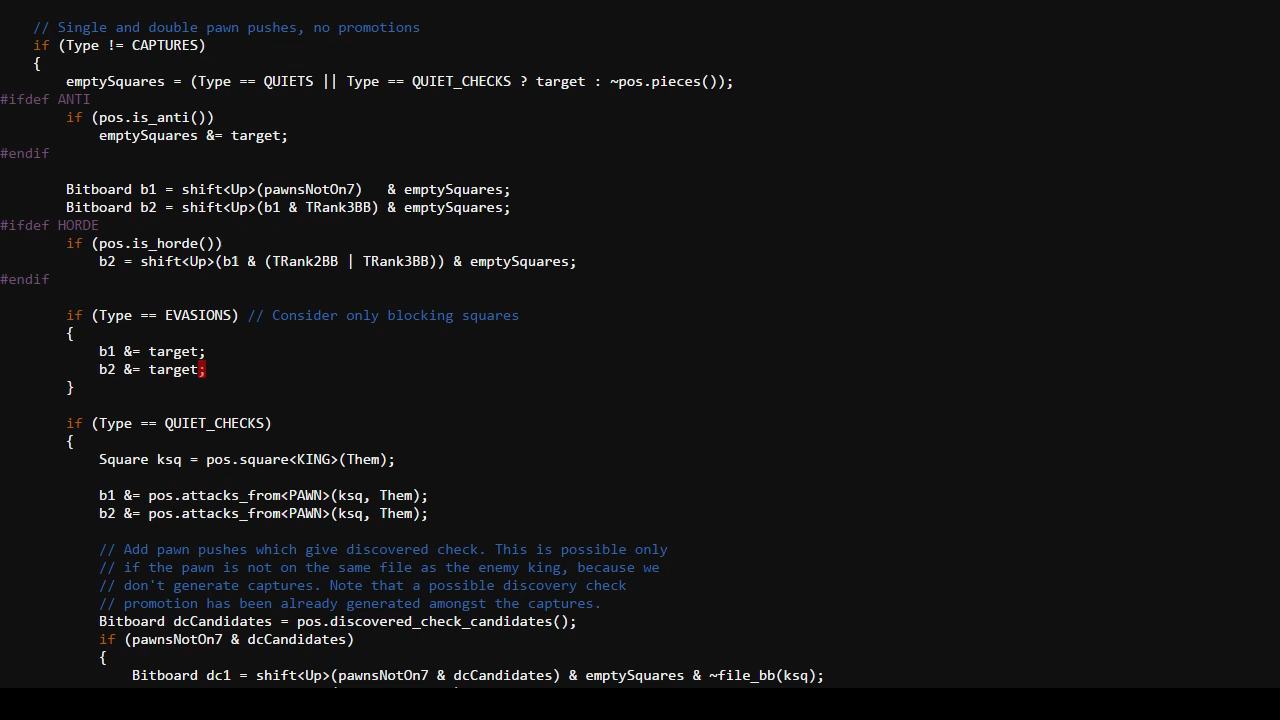 // Single and double pawn pushes, no promotions
if (Type != CAPTURES)
{
emptySquares = (Type == QUIETS || Type == QUIET_CHECKS ? target : ~pos.pieces());
#ifdef ANTI
if (pos.is_anti())
emptySquares &= target;
#endif
Bitboard b1 = shift<Up>(pawnsNotOn7)   & emptySquares;
Bitboard b2 = shift<Up>(b1 & TRank3BB) & emptySquares;
#ifdef HORDE
if (pos.is_horde())
b2 = shift<Up>(b1 & (TRank2BB | TRank3BB)) & emptySquares;
#endif
if (Type == EVASIONS) // Consider only blocking squares
{
b1 &= target;
b2 &= target;
}
if (Type == QUIET_CHECKS)
{
Square ksq = pos.square<KING>(Them);
b1 &= pos.attacks_from<PAWN>(ksq, Them);
b2 &= pos.attacks_from<PAWN>(ksq, Them);
// Add pawn pushes which give discovered check. This is possible only
// if the pawn is not on the same file as the enemy king, because we
// don't generate captures. Note that a possible discovery check
// promotion has been already generated amongst the captures.
Bitboard dcCandidates = pos.discovered_check_candidates();
if (pawnsNotOn7 & dcCandidates)
{
Bitboard dc1 = shift<Up>(pawnsNotOn7 & dcCandidates) & emptySquares & ~file_bb(ksq);